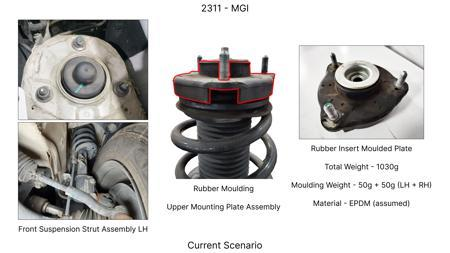 2311 - MGI
Front Suspension Strut Assembly LH
Rubber Moulding
Upper Mounting Plate Assembly
Rubber Insert Moulded Plate
Total Weight - 1030g
Moulding Weight - 50g + 50g (LH + RH)
Material - EPDM (assumed)
Current Scenario